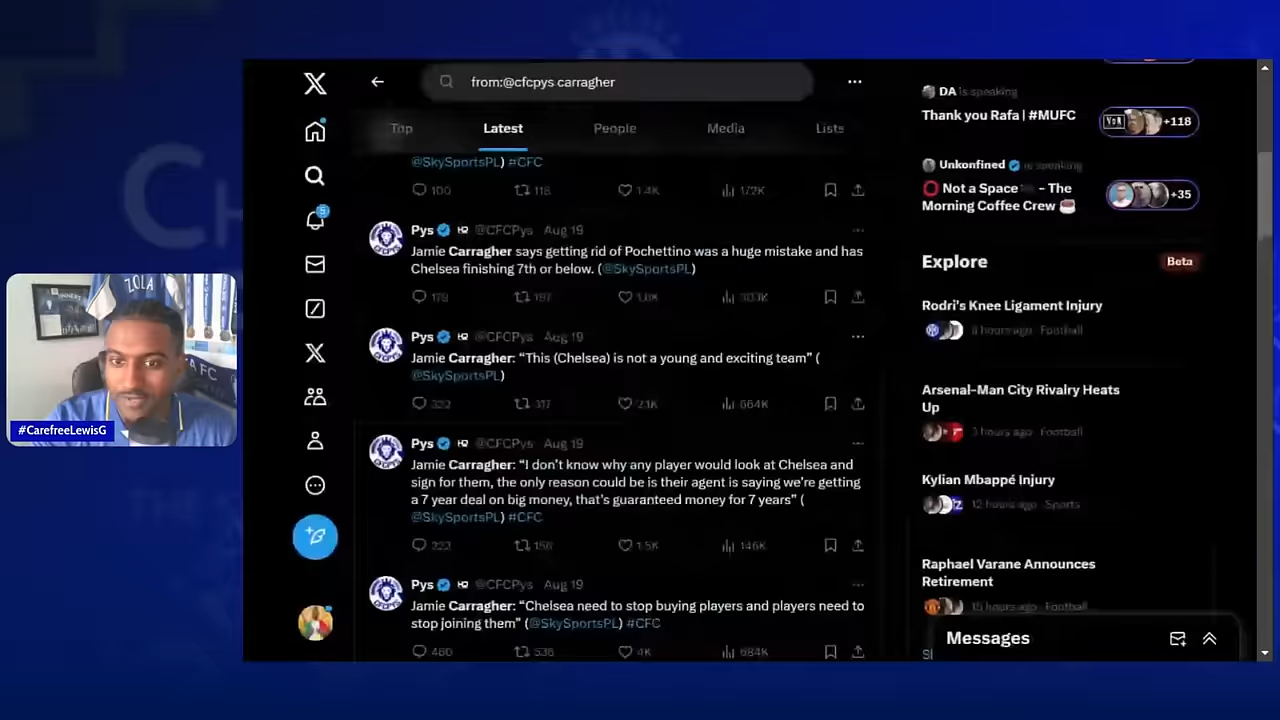 from:@cfcpys carragher
Top
Latest
People
Media
Lists
@SkySportsPL) #CFC
100
118
1.4K
172K
Pys @CFCPys Aug 19
Jamie Carragher says getting rid of Pochettino was a huge mistake and has
Chelsea finishing 7th or below. (@SkySportsPL)
179
187
Pys @CFCPys Aug 19
Jamie Carragher: “This (Chelsea) is not a young and exciting team” (
@SkySportsPL)
322
317
2.1K
664K
Pys @CFCPys Aug 19
Jamie Carragher: “I don’t know why any player would look at Chelsea and
sign for them, the only reason could be is their agent is saying we’re getting
a 7 year deal on big money, that’s guaranteed money for 7 years” (
@SkySportsPL) #CFC
222
156
1.5K
146K
Pys @CFCPys Aug 19
Jamie Carragher: “Chelsea need to stop buying players and players need to
stop joining them” (@SkySportsPL) #CFC
480
536
4K
684K
DA is speaking
Thank you Rafa | #MUFC
+118
Unkonfined is speaking
Not a Space - The
Morning Coffee Crew
+35
Explore
Beta
Rodri's Knee Ligament Injury
hours ago · Football
Arsenal-Man City Rivalry Heats
Up
3 hours ago · Football
Kylian Mbappé Injury
12 hours ago · Sports
Raphael Varane Announces
Retirement
15 hours ago · Football
Messages
ZOLA
FC
#CarefreeLewisG